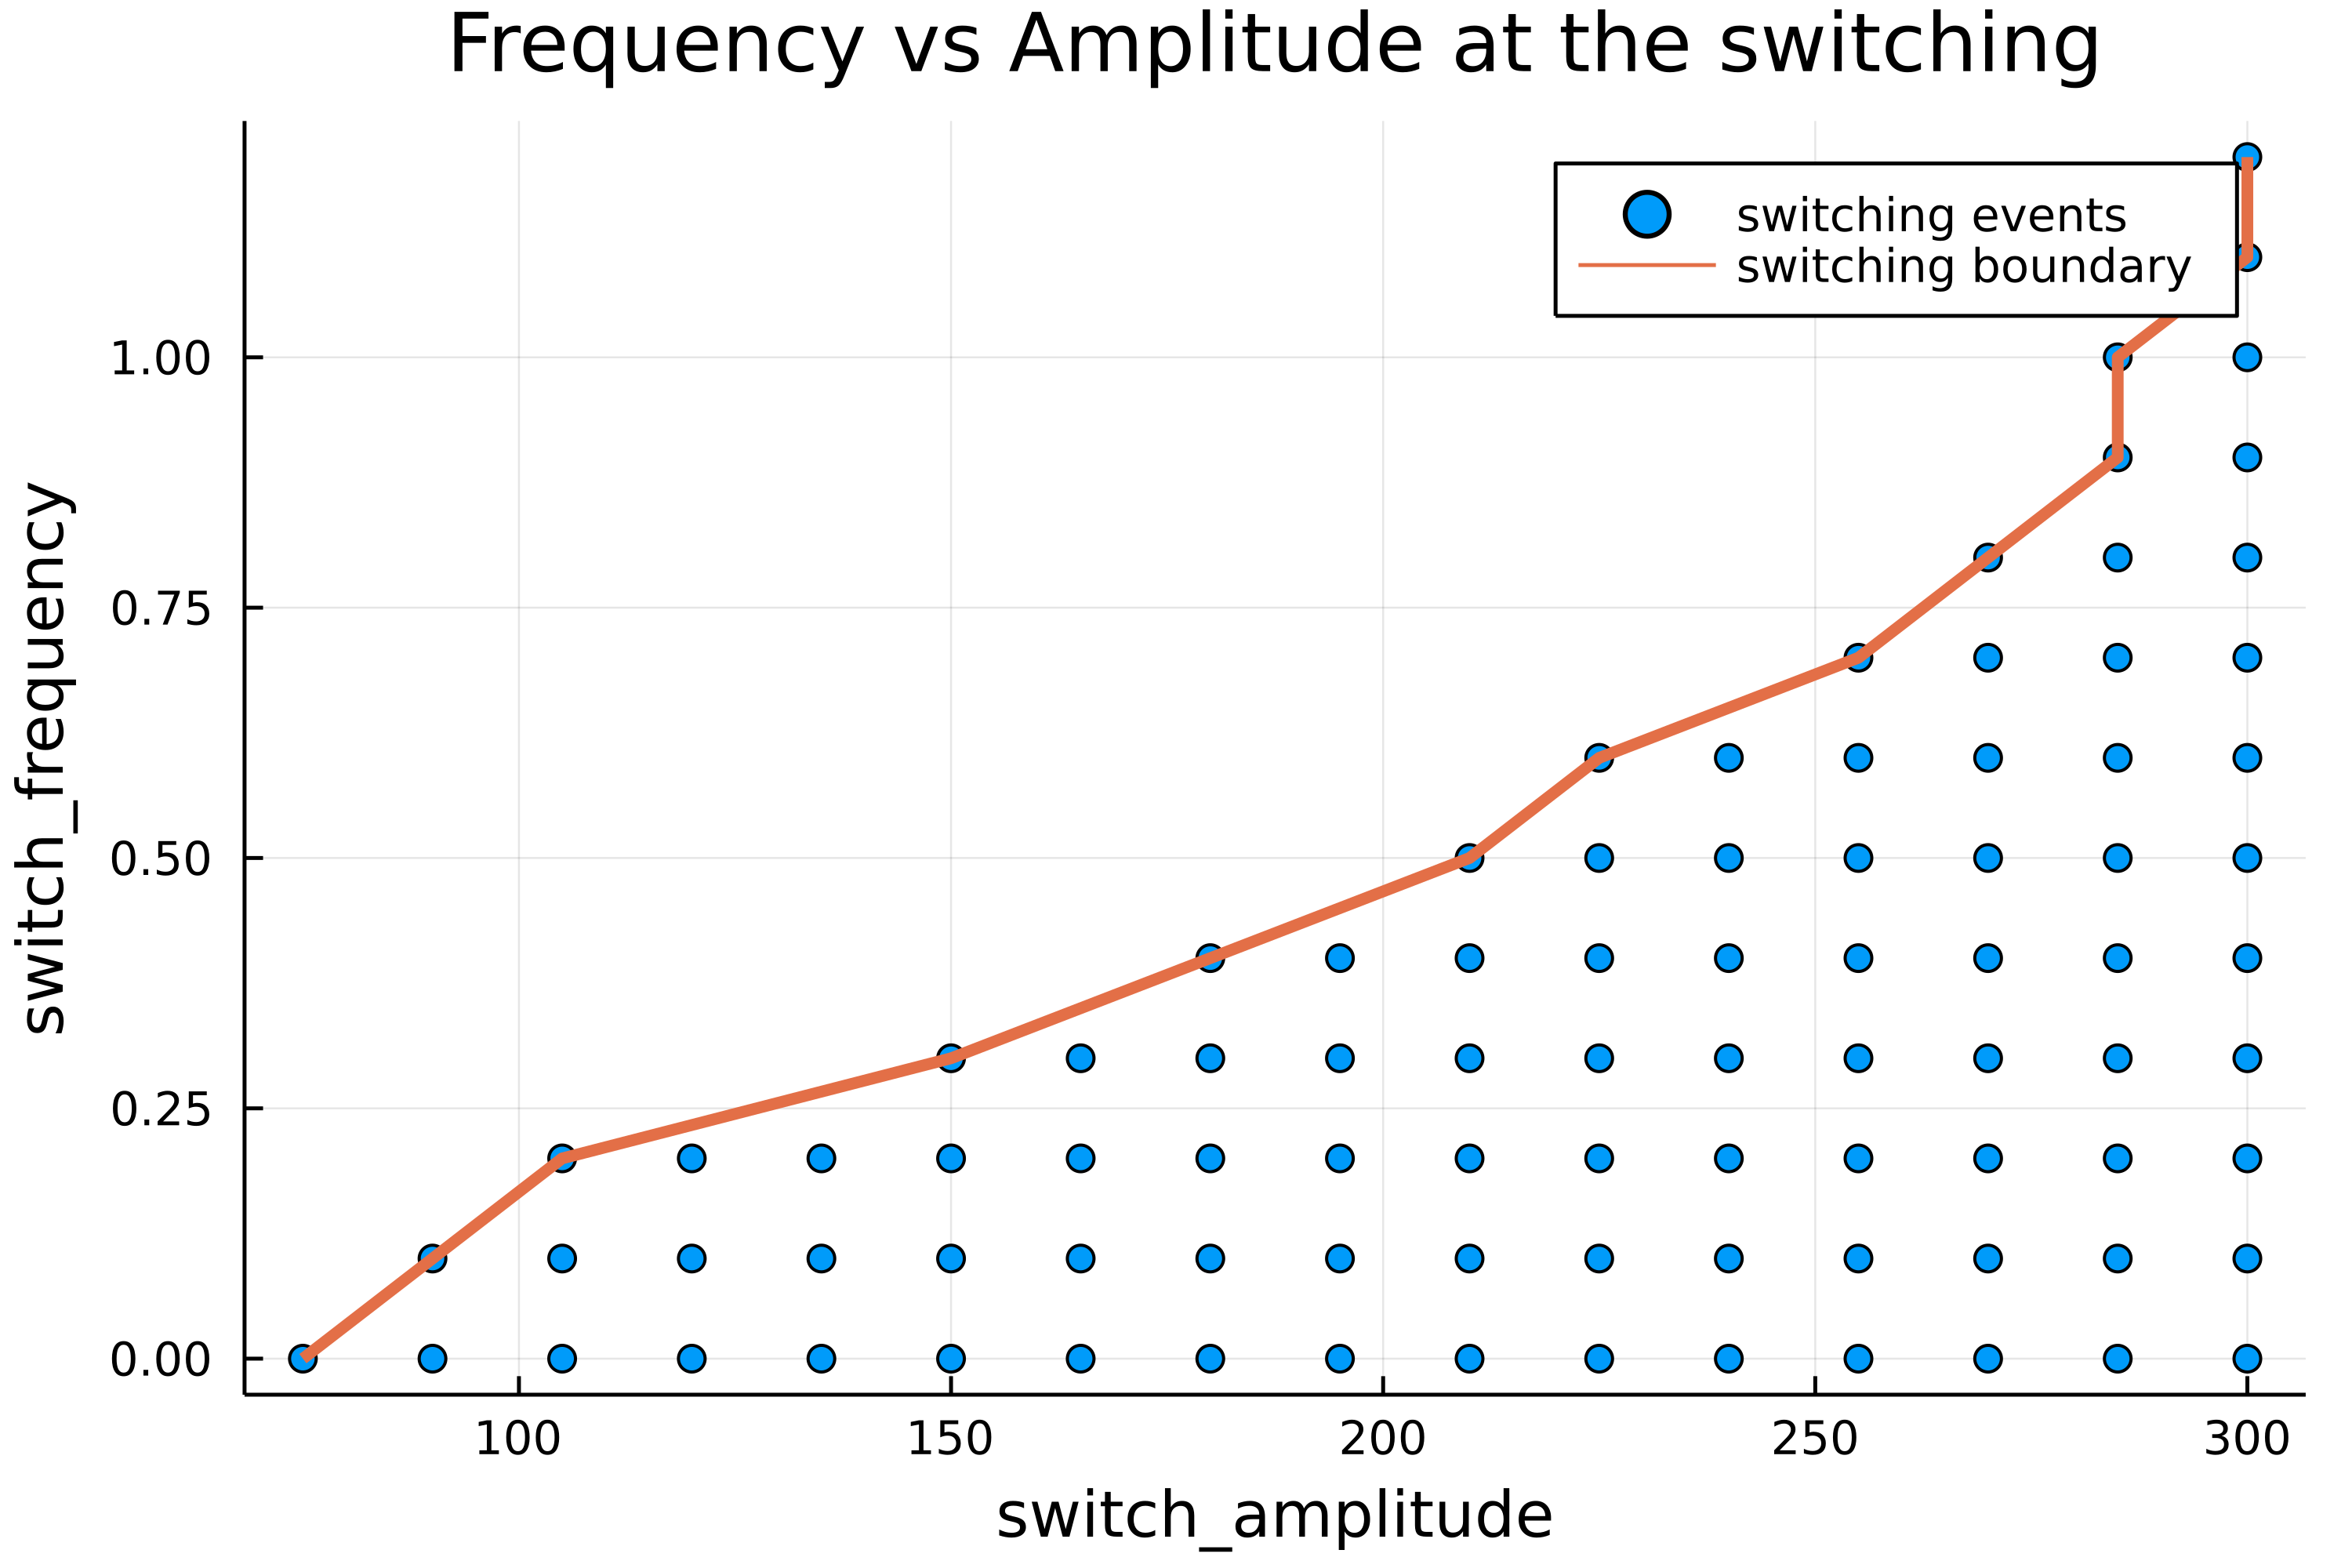 Frequency vs Amplitude at the switching
switching events
switching boundary
switch_frequency
1.00
0.75
0.50
0.25
0.00
100 150 200 250 300
switch_amplitude